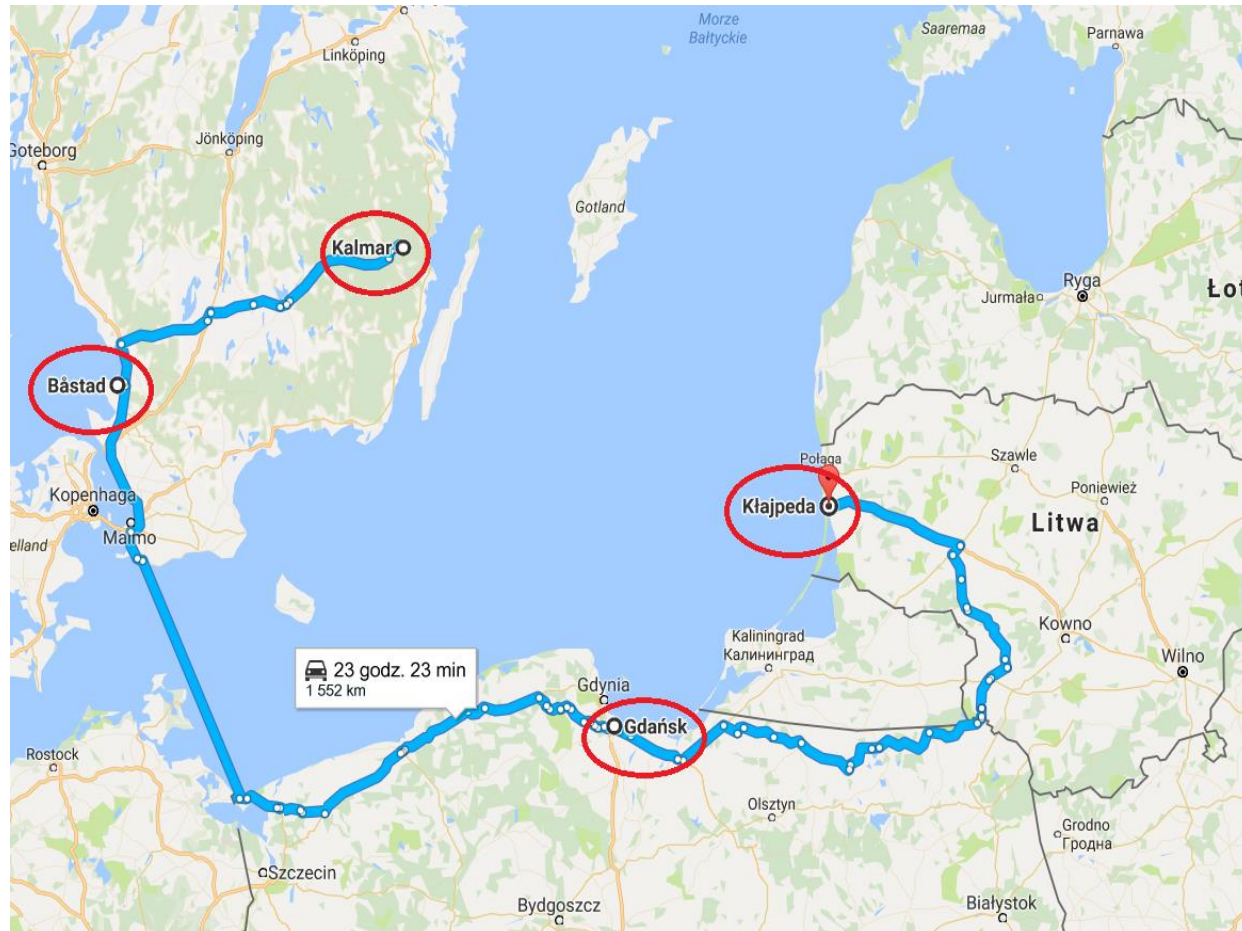 Morze
Bałtyckie
Saaremaa
Parnawa
Linköping
Jönköping
Goteborg
Gotland
Kalmar
Ryga
Jurmała
Łot
Båstad
Szawle
Połąga
Poniewież
Kopenhaga
Kłajpeda
Litwa
Malmo
elland
Kowno
Kaliningrad
Калининград
Wilno
23 godz. 23 min
1 552 km
Gdynia
Gdańsk
Rostock
Olsztyn
Grodno
Гродна
Szczecin
Bydgoszcz
Białystok